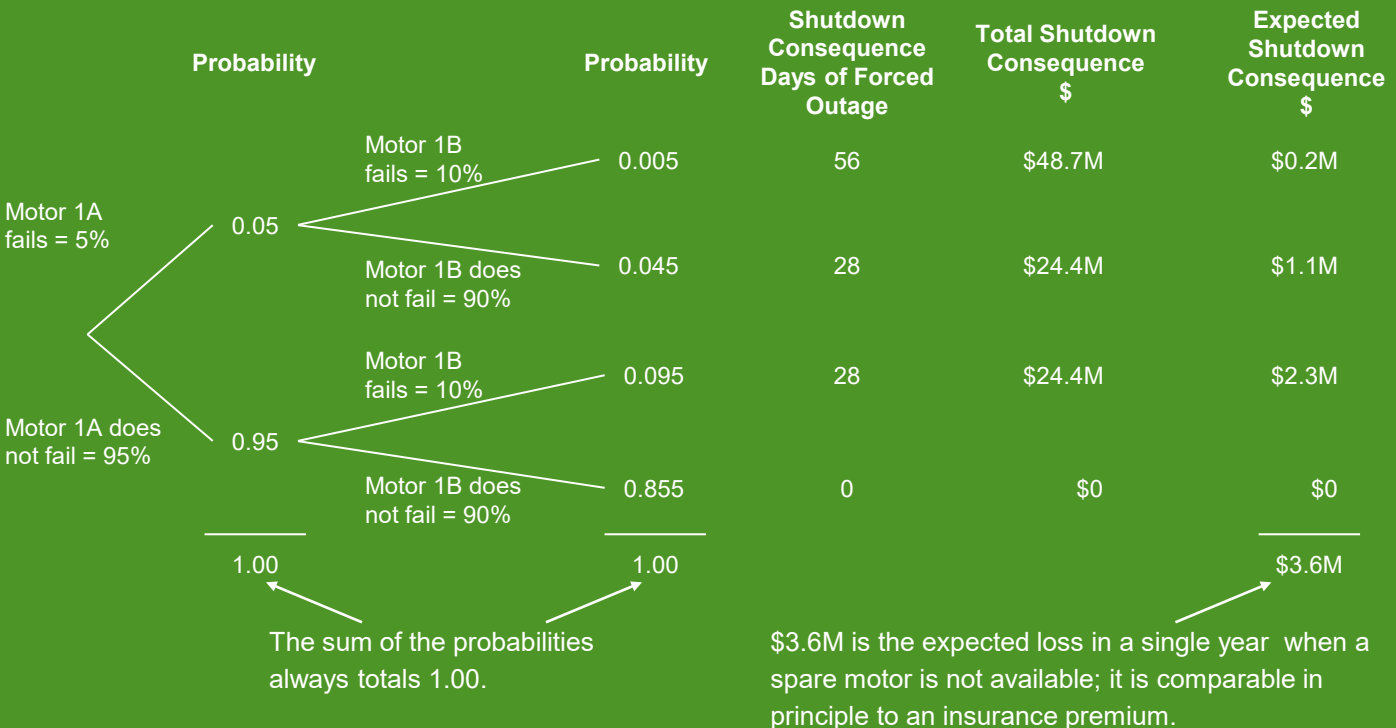 Probability
Probability
Shutdown
Consequence
Days of Forced
Outage
Total Shutdown
Consequence
$
Expected
Shutdown
Consequence
$
Motor 1A
fails = 5%
0.05
Motor 1B
fails = 10%
0.005
56
$48.7M
$0.2M
Motor 1B does
not fail = 90%
0.045
28
$24.4M
$1.1M
Motor 1A does
not fail = 95%
0.95
Motor 1B
fails = 10%
0.095
28
$24.4M
$2.3M
Motor 1B does
not fail = 90%
0.855
0
$0
$0
1.00
1.00
$3.6M
The sum of the probabilities
always totals 1.00.
$3.6M is the expected loss in a single year when a
spare motor is not available; it is comparable in
principle to an insurance premium.